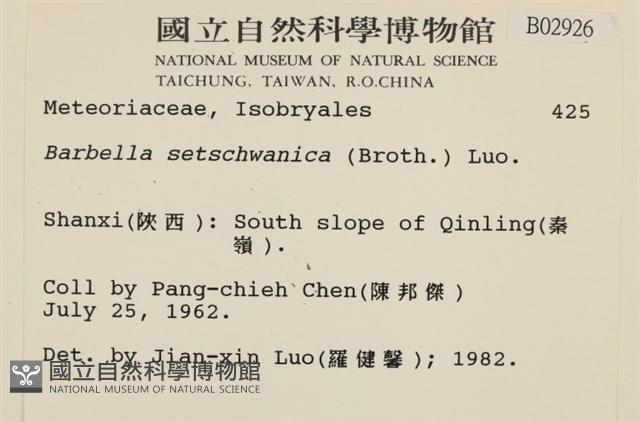 國立自然科學博物館 B02926
NATIONAL MUSEUM OF NATURAL SCIENCE
TAICHUNG, TAIWAN, R.O.CHINA
Meteoriaceae, Isobryales 425
Barbella setschwanica (Broth.) Luo.
Shanxi(陝西): South slope of Qinling(秦
嶺).
Coll by Pang-chieh Chen(陳邦傑)
July 25, 1962.
Det. by Jian-xin Luo(羅健馨); 1982.
國立自然科學博物館
NATIONAL MUSEUM OF NATURAL SCIENCE